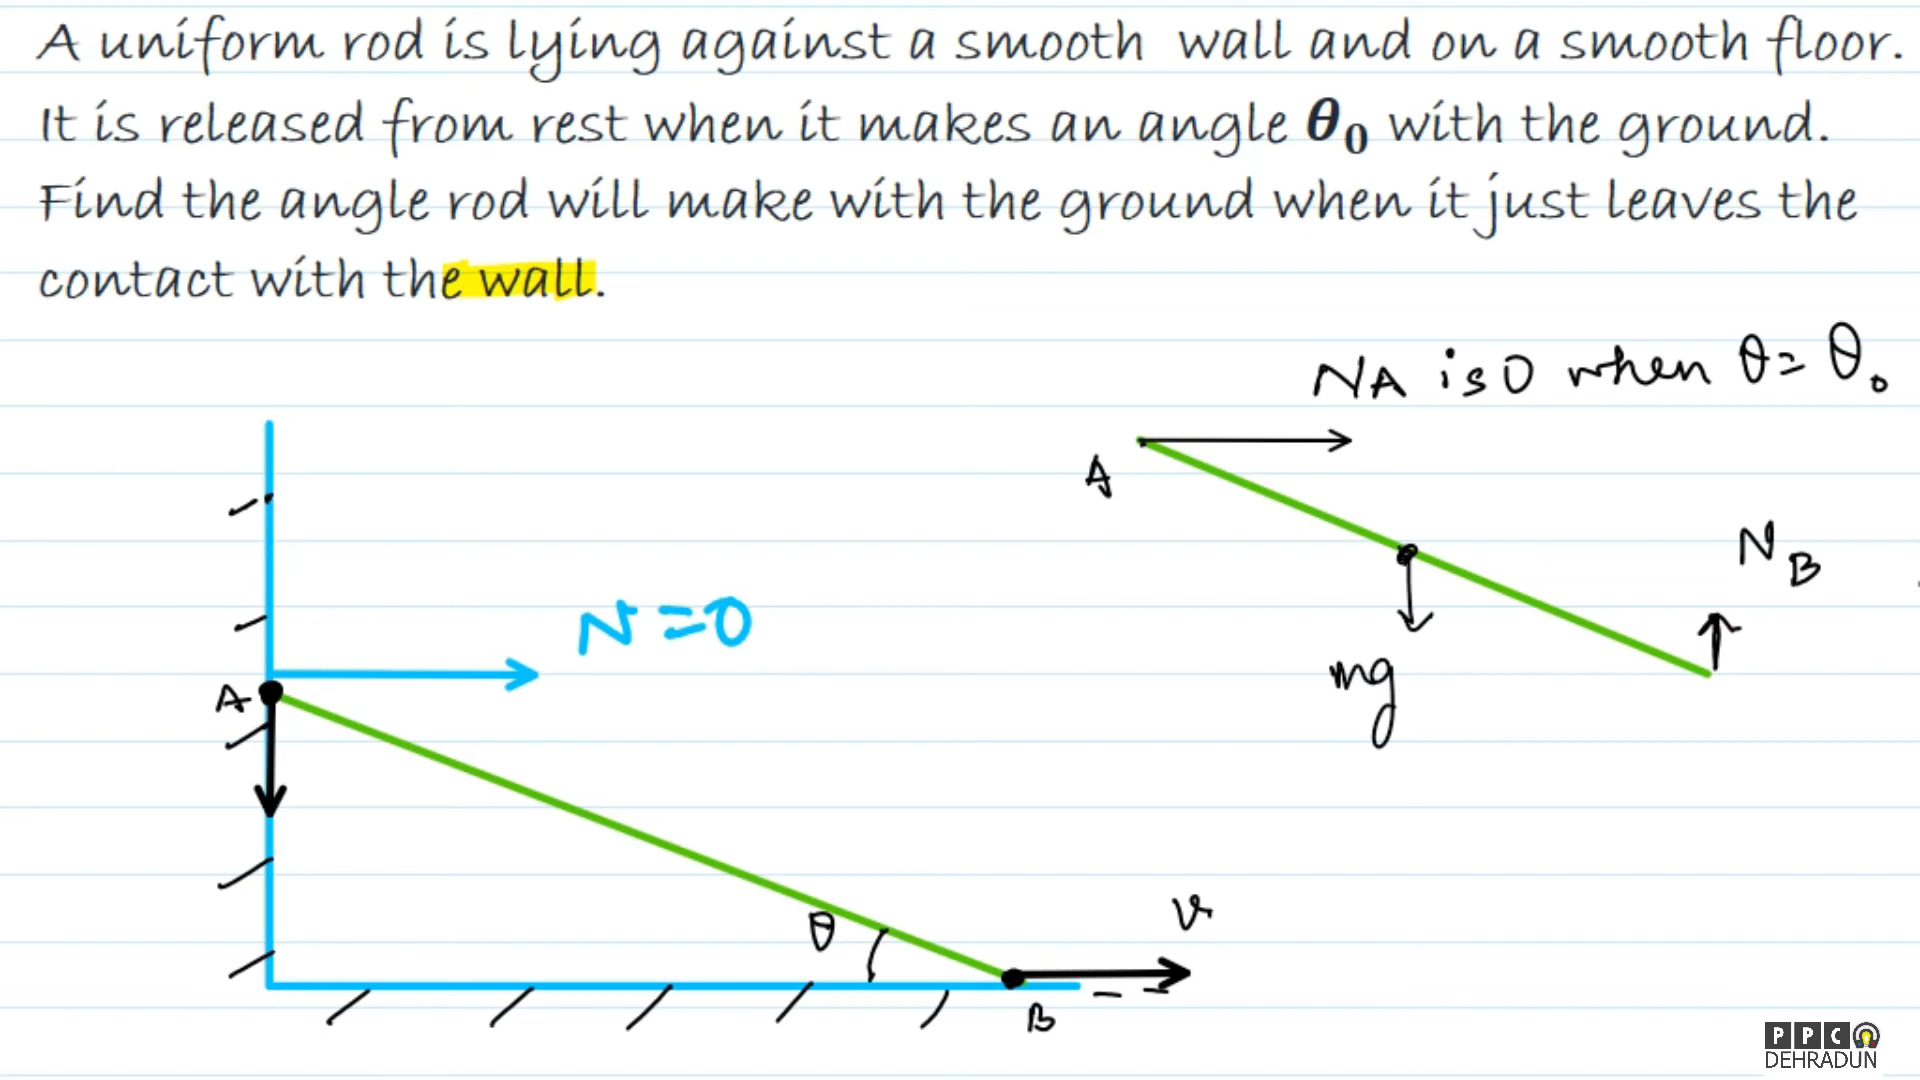 A uniform rod is lying against a smooth wall and on a smooth floor.
It is released from rest when it makes an angle θ₀ with the ground.
Find the angle rod will make with the ground when it just leaves the
contact with the wall.
NA is 0 when θ = θ₀
A
N_B
N = 0
mg
A
θ
v
B
PPC
DEHRADUN